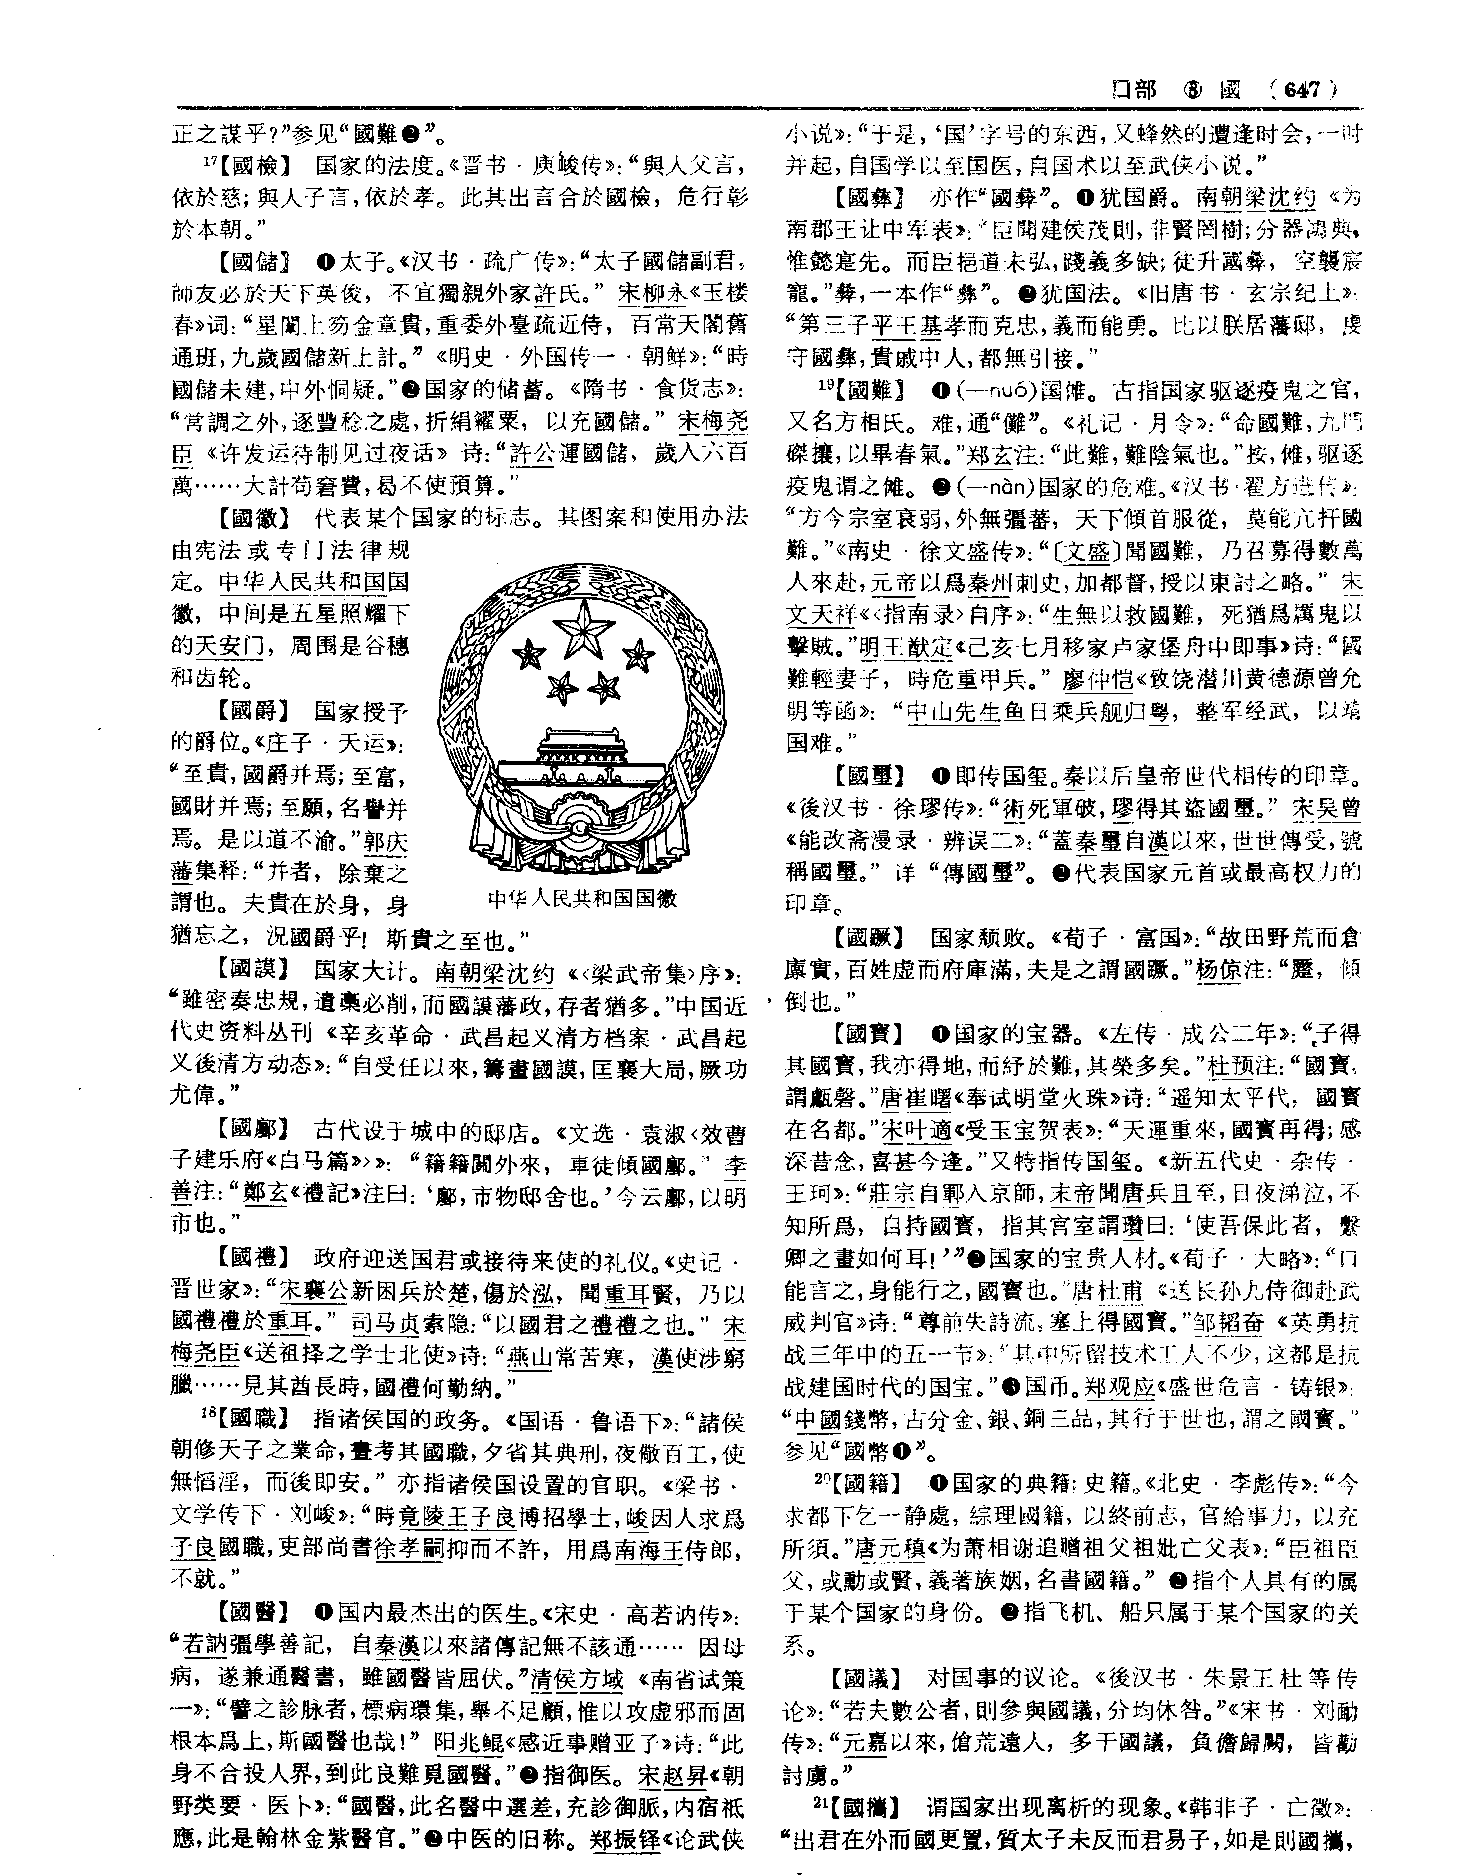 口部 ⑧ 國 （647）
正之謀乎？”参见“國難❷”。
17【國檢】 国家的法度。《晋书·庾峻传》：“與人父言，
依於慈；與人子言，依於孝。此其出言合於國檢，危行彰
於本朝。”
【國儲】 ❶太子。《汉书·疏广传》：“太子國儲副君，
師友必於天下英俊，不宜獨親外家許氏。” 宋柳永《玉楼
春》词：“星闈上笏金章貴，重委外臺疏近侍，百常天閣舊
通班，九歲國儲新上計。”《明史·外国传一·朝鲜》：“時
國儲未建，中外恫疑。”❷国家的储蓄。《隋书·食货志》：
“常調之外，逐豐稔之處，折絹糴粟，以充國儲。” 宋梅尧
臣《许发运待制见过夜话》诗：“許公運國儲，歲入六百
萬……大計苟窘費，曷不使預算。”
【國徽】 代表某个国家的标志。其图案和使用办法
由宪法或专门法律规
定。中华人民共和国国
徽，中间是五星照耀下
的天安门，周围是谷穗
和齿轮。
【國爵】 国家授予
的爵位。《庄子·天运》：
“至貴，國爵并焉；至富，
國財并焉；至願，名譽并
焉。是以道不渝。”郭庆
藩集释：“并者，除棄之
謂也。夫貴在於身，身
猶忘之，況國爵乎！斯貴之至也。”
中华人民共和国国徽
【國謨】 国家大计。南朝梁沈约《〈梁武帝集〉序》：
“雖密奏忠規，遺藁必削，而國謨藩政，存者猶多。”中国近
代史资料丛刊《辛亥革命·武昌起义清方档案·武昌起
义後清方动态》：“自受任以來，籌畫國謨，匡襄大局，厥功
尤偉。”
【國鄽】 古代设于城中的邸店。《文选·袁淑〈效曹
子建乐府《白马篇》〉》：“籍籍關外來，車徒傾國鄽。”李
善注：“鄭玄《禮記》注曰：‘鄽，市物邸舍也。’今云鄽，以明
市也。”
【國禮】 政府迎送国君或接待来使的礼仪。《史记·
晋世家》：“宋襄公新困兵於楚，傷於泓，聞重耳賢，乃以
國禮禮於重耳。” 司马贞索隐：“以國君之禮禮之也。” 宋
梅尧臣《送祖择之学士北使》诗：“燕山常苦寒，漢使涉窮
臘……見其酋長時，國禮何勤納。”
18【國職】 指诸侯国的政务。《国语·鲁语下》：“諸侯
朝修天子之業命，晝考其國職，夕省其典刑，夜儆百工，使
無慆淫，而後即安。” 亦指诸侯国设置的官职。《梁书·
文学传下·刘峻》：“時竟陵王子良博招學士，峻因人求爲
子良國職，吏部尚書徐孝嗣抑而不許，用爲南海王侍郎，
不就。”
【國醫】 ❶国内最杰出的医生。《宋史·高若讷传》：
“若訥彊學善記，自秦漢以來諸傳記無不該通…… 因母
病，遂兼通醫書，雖國醫皆屈伏。”清侯方域《南省试策
一》：“譬之診脉者，標病環集，舉不足顧，惟以攻虚邪而固
根本爲上，斯國醫也哉！” 阳兆鲲《感近事赠亚子》诗：“此
身不合投人界，到此良難覓國醫。”❷指御医。宋赵昇《朝
野类要·医卜》：“國醫，此名醫中選差，充診御脈，内宿祗
應，此是翰林金紫醫官。”❸中医的旧称。郑振铎《论武侠
小说》：“于是，‘国’字号的东西，又蜂然的遭逢时会，一时
并起，自国学以至国医，自国术以至武侠小说。”
【國彝】 亦作“國彜”。❶犹国爵。南朝梁沈约《为
南郡王让中军表》：“臣聞建侯茂則，非賢罔樹；分器鴻典，
惟懿寔先。而臣挹道未弘，踐義多缺；徒升國彝，空襲宸
寵。”彝，一本作“彜”。❷犹国法。《旧唐书·玄宗纪上》：
“第三子平王基孝而克忠，義而能勇。比以朕居藩邸，虔
守國彝，貴戚中人，都無引接。”
19【國難】 ❶（—nuó）国傩。古指国家驱逐疫鬼之官，
又名方相氏。难，通“儺”。《礼记·月令》：“命國難，九門
磔攘，以畢春氣。”郑玄注：“此難，難陰氣也。”按，傩，驱逐
疫鬼谓之傩。❷（—nàn）国家的危难。《汉书·翟方进传》：
“方今宗室衰弱，外無彊蕃，天下傾首服從，莫能亢扞國
難。”《南史·徐文盛传》：“〔文盛〕聞國難，乃召募得數萬
人來赴，元帝以爲秦州刺史，加都督，授以東討之略。” 宋
文天祥《〈指南录〉自序》：“生無以救國難，死猶爲厲鬼以
擊賊。”明王猷定《己亥七月移家卢家堡舟中即事》诗：“國
難輕妻子，時危重甲兵。” 廖仲恺《致饶潜川黄德源曾允
明等函》：“中山先生鱼日乘兵舰归粤，整军经武，以靖
国难。”
【國璽】 ❶即传国玺。秦以后皇帝世代相传的印章。
《後汉书·徐璆传》：“術死軍破，璆得其盜國璽。” 宋吴曾
《能改斋漫录·辨误二》：“蓋秦璽自漢以來，世世傳受，號
稱國璽。” 详“傳國璽”。❷代表国家元首或最高权力的
印章。
【國蹷】 国家颓败。《荀子·富国》：“故田野荒而倉
廪實，百姓虚而府庫滿，夫是之謂國蹷。”杨倞注：“蹷，傾
倒也。”
【國寶】 ❶国家的宝器。《左传·成公二年》：“子得
其國寶，我亦得地，而紓於難，其榮多矣。”杜预注：“國寶，
謂甗磬。”唐崔曙《奉试明堂火珠》诗：“遥知太平代，國寳
在名都。”宋叶適《受玉宝贺表》：“天運重來，國寳再得；感
深昔念，喜甚今逢。”又特指传国玺。《新五代史·杂传·
王珂》：“莊宗自鄆入京師，末帝聞唐兵且至，日夜涕泣，不
知所爲，自持國寶，指其宫室謂瓚曰：‘使吾保此者，繫
卿之畫如何耳！’”❷国家的宝贵人材。《荀子·大略》：“口
能言之，身能行之，國寶也。”唐杜甫《送长孙九侍御赴武
威判官》诗：“尊前失詩流，塞上得國寶。”邹韬奋《英勇抗
战三年中的五一节》：“其中所留技术工人不少，这都是抗
战建国时代的国宝。”❸国币。郑观应《盛世危言·铸银》：
“中國錢幣，古分金、銀、銅三品，其行于世也，謂之國寶。”
参见“國幣❶”。
20【國籍】 ❶国家的典籍；史籍。《北史·李彪传》：“今
求都下乞一静處，綜理國籍，以終前志，官給事力，以充
所須。”唐元稹《为萧相谢追赠祖父祖妣亡父表》：“臣祖臣
父，或勳或賢，義著族姻，名書國籍。” ❷指个人具有的属
于某个国家的身份。❸指飞机、船只属于某个国家的关
系。
【國議】 对国事的议论。《後汉书·朱景王杜等传
论》：“若夫數公者，則參與國議，分均休咎。”《宋书·刘勔
传》：“元嘉以來，傖荒遠人，多干國議，負儋歸闕，皆勸
討虜。”
21【國攜】 谓国家出现离析的现象。《韩非子·亡徵》：
“出君在外而國更置，質太子未反而君易子，如是則國攜，